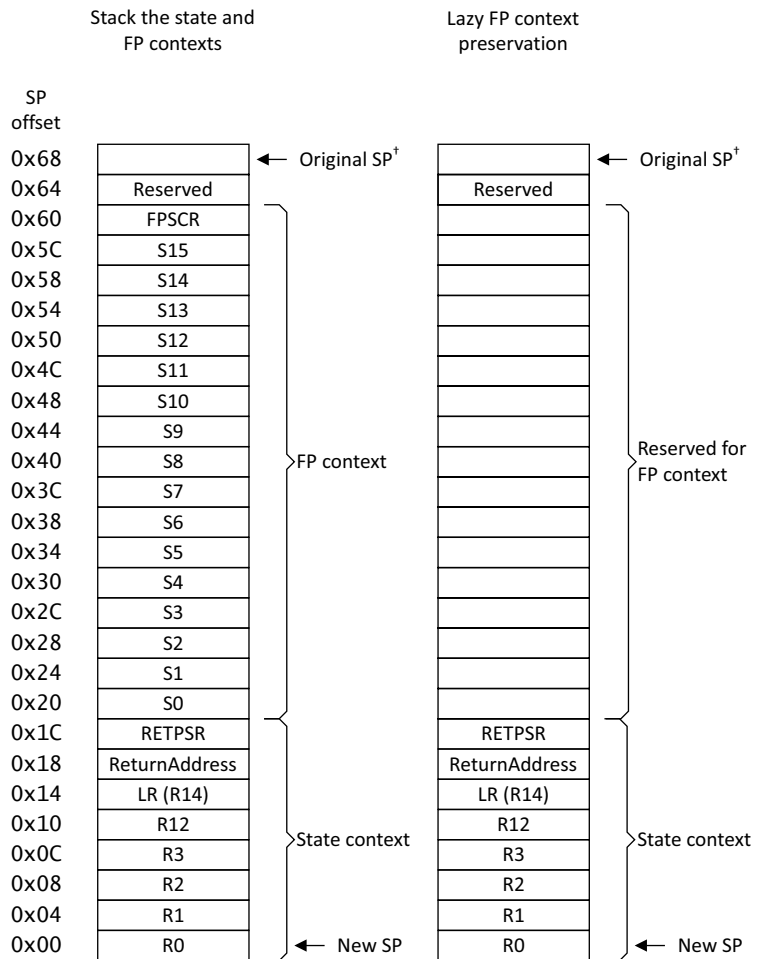 Stack the state and
FP contexts
Lazy FP context
preservation
SP
offset
0x68 Original SP† Original SP†
0x64 Reserved Reserved
0x60 FPSCR
0x5C S15
0x58 S14
0x54 S13
0x50 S12
0x4C S11
0x48 S10
0x44 S9
0x40 S8 FP context Reserved for
FP context
0x3C S7
0x38 S6
0x34 S5
0x30 S4
0x2C S3
0x28 S2
0x24 S1
0x20 S0
0x1C RETPSR RETPSR
0x18 ReturnAddress ReturnAddress
0x14 LR (R14) LR (R14)
0x10 R12 R12
State context State context
0x0C R3 R3
0x08 R2 R2
0x04 R1 R1
0x00 R0 New SP R0 New SP